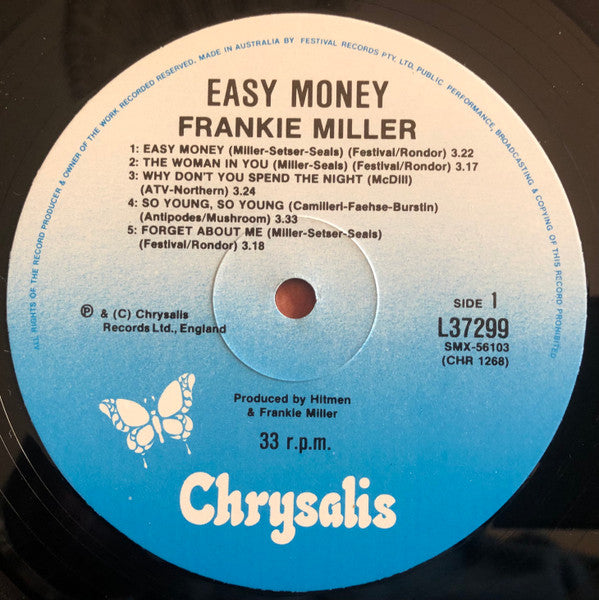 ALL RIGHTS OF THE RECORD PRODUCER & OWNER OF THE WORK RECORDED RESERVED. MADE IN AUSTRALIA BY FESTIVAL RECORDS PTY. LTD. PUBLIC PERFORMANCE, BROADCASTING & COPYING OF THIS RECORD PROHIBITED
EASY MONEY
FRANKIE MILLER
1: EASY MONEY (Miller-Setser-Seals) (Festival/Rondor) 3.22
2: THE WOMAN IN YOU (Miller-Seals) (Festival/Rondor) 3.17
3: WHY DON'T YOU SPEND THE NIGHT (McDill)
(ATV-Northern) 3.24
4: SO YOUNG, SO YOUNG (Camilleri-Faehse-Burstin)
(Antipodes/Mushroom) 3.33
5: FORGET ABOUT ME (Miller-Setser-Seals)
(Festival/Rondor) 3.18
℗ & (C) Chrysalis
Records Ltd., England
SIDE 1
L37299
SMX-56103
(CHR 1268)
Produced by Hitmen
& Frankie Miller
33 r.p.m.
Chrysalis